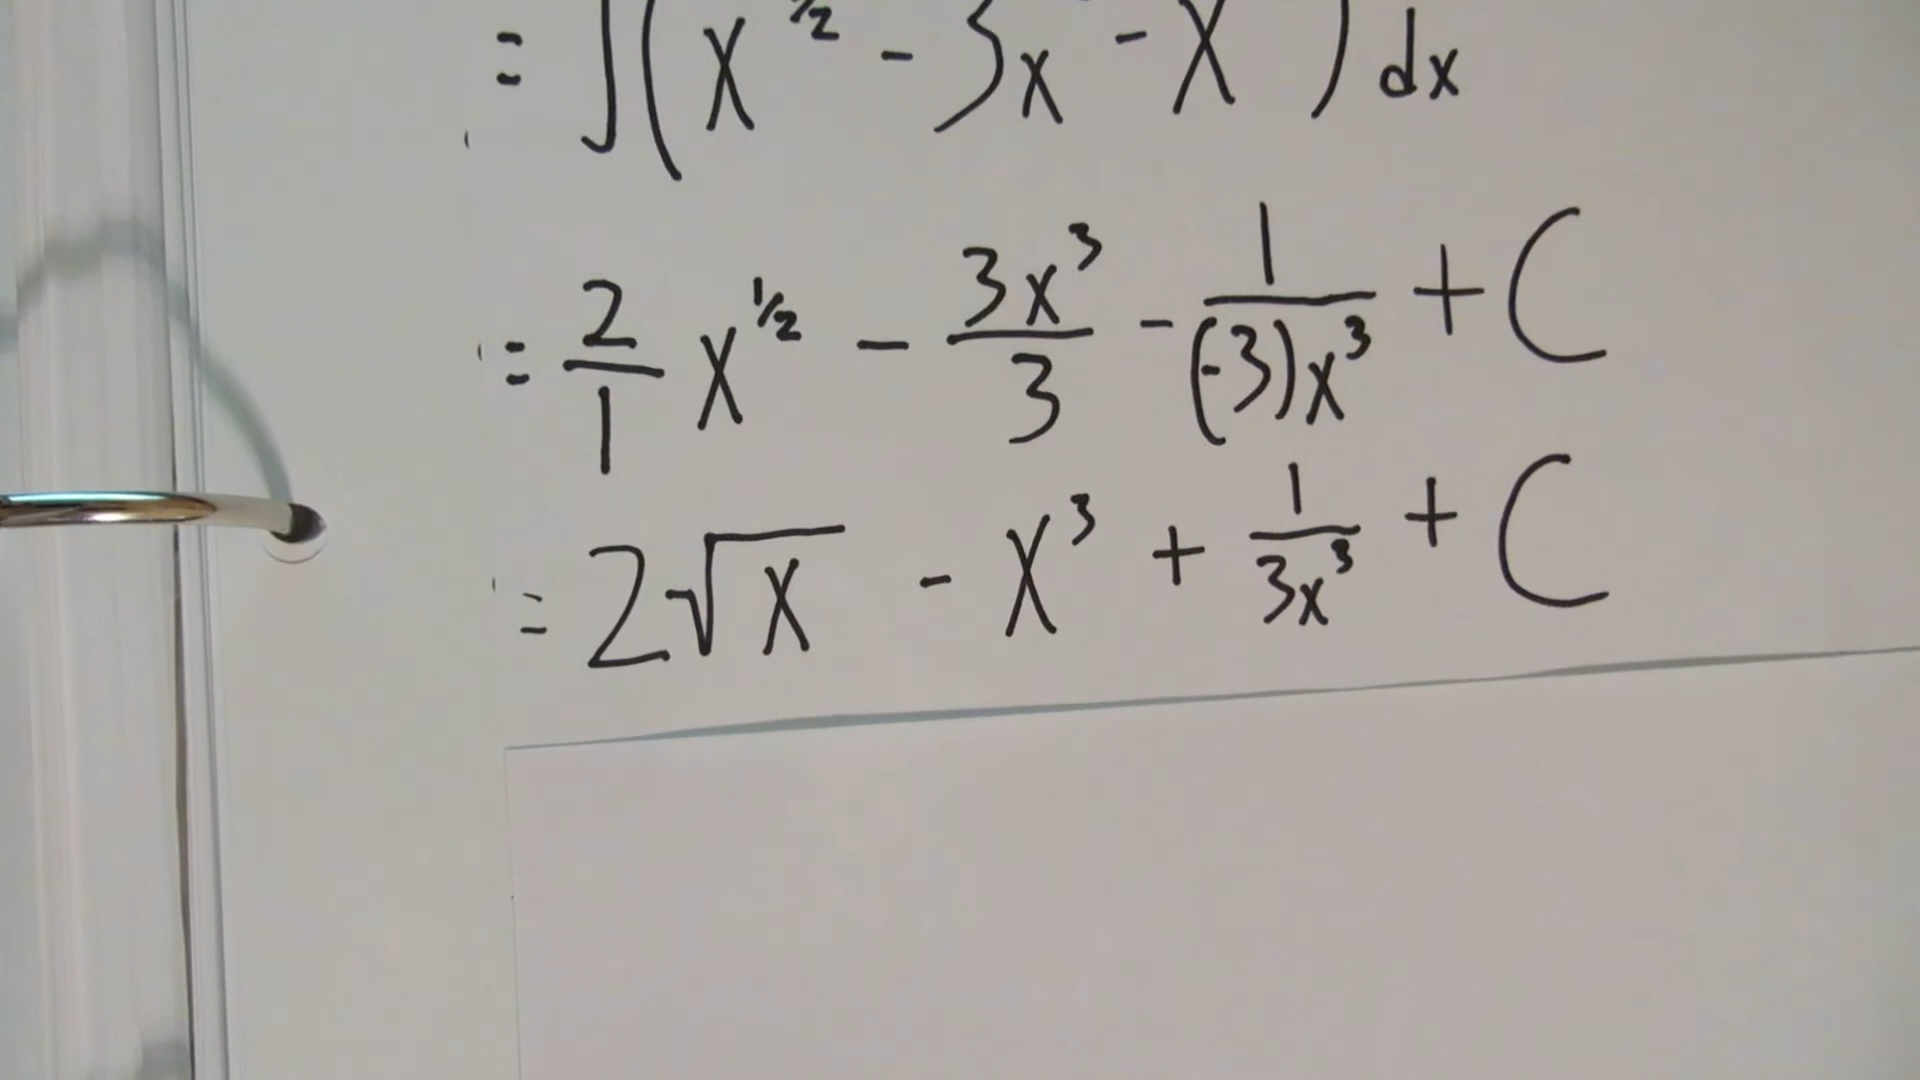 = ∫(x^½ - 3x - x ) dx
= 2/1 x^½ - 3x³/3 - 1/((-3)x³) + C
= 2√x - x³ + 1/(3x³) + C